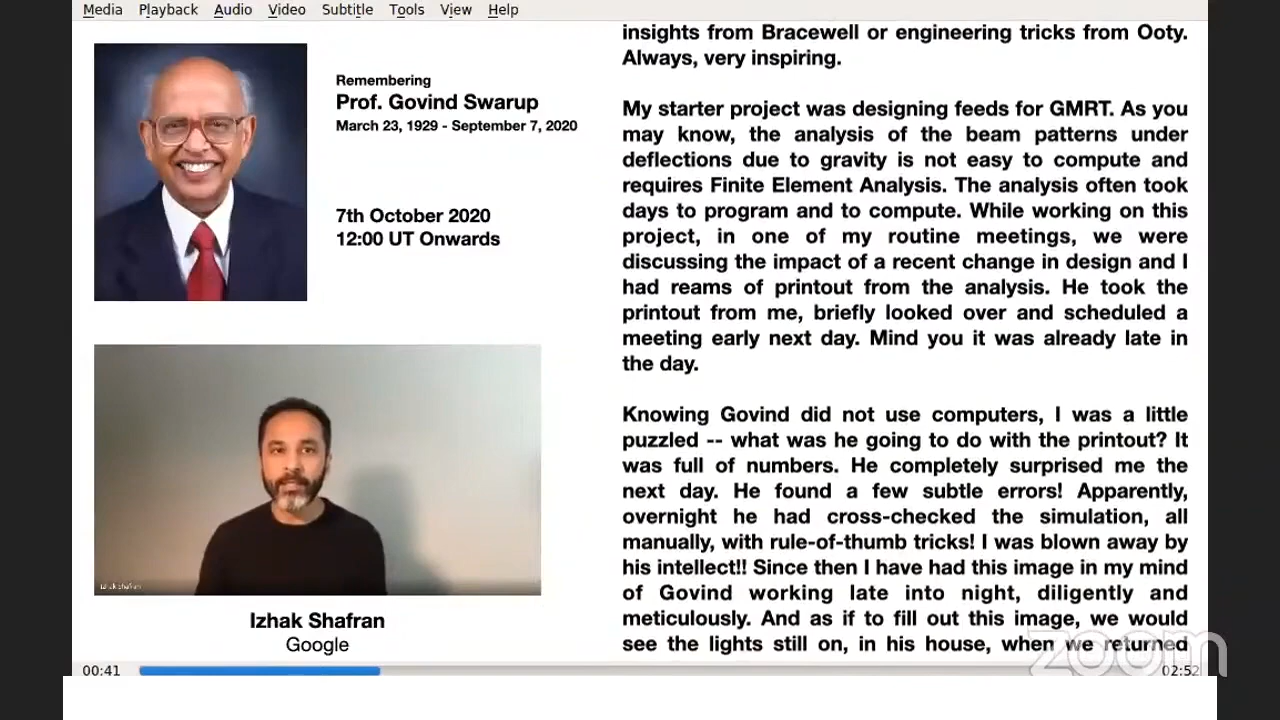 Media Playback Audio Video Subtitle Tools View Help
Remembering
Prof. Govind Swarup
March 23, 1929 - September 7, 2020
7th October 2020
12:00 UT Onwards
Izhak Shafran
Izhak Shafran
Google
insights from Bracewell or engineering tricks from Ooty.
Always, very inspiring.
My starter project was designing feeds for GMRT. As you
may know, the analysis of the beam patterns under
deflections due to gravity is not easy to compute and
requires Finite Element Analysis. The analysis often took
days to program and to compute. While working on this
project, in one of my routine meetings, we were
discussing the impact of a recent change in design and I
had reams of printout from the analysis. He took the
printout from me, briefly looked over and scheduled a
meeting early next day. Mind you it was already late in
the day.
Knowing Govind did not use computers, I was a little
puzzled -- what was he going to do with the printout? It
was full of numbers. He completely surprised me the
next day. He found a few subtle errors! Apparently,
overnight he had cross-checked the simulation, all
manually, with rule-of-thumb tricks! I was blown away by
his intellect!! Since then I have had this image in my mind
of Govind working late into night, diligently and
meticulously. And as if to fill out this image, we would
see the lights still on, in his house, when we returned
zoom
00:41
02:52